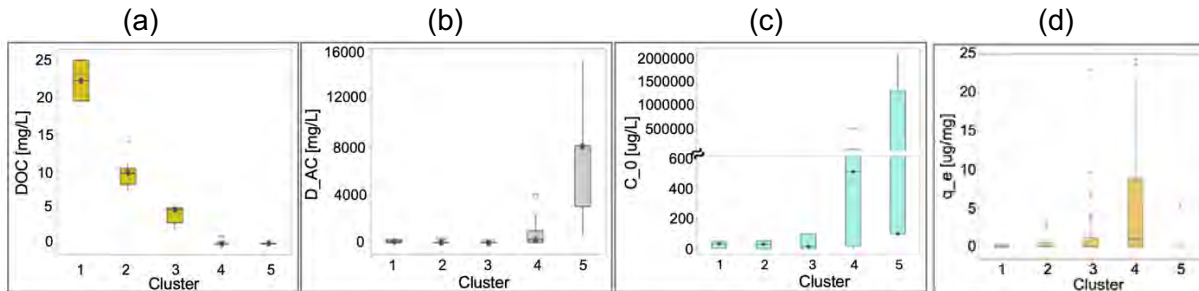 (a)
(b)
(c)
(d)
DOC [mg/L]
25
20
15
10
5
0
1 2 3 4 5
Cluster
D_AC [mg/L]
16000
12000
8000
4000
0
1 2 3 4 5
Cluster
C_0 [ug/L]
2000000
1500000
1000000
500000
600
400
200
0
1 2 3 4 5
Cluster
q_e [ug/mg]
25
20
15
10
5
0
1 2 3 4 5
Cluster